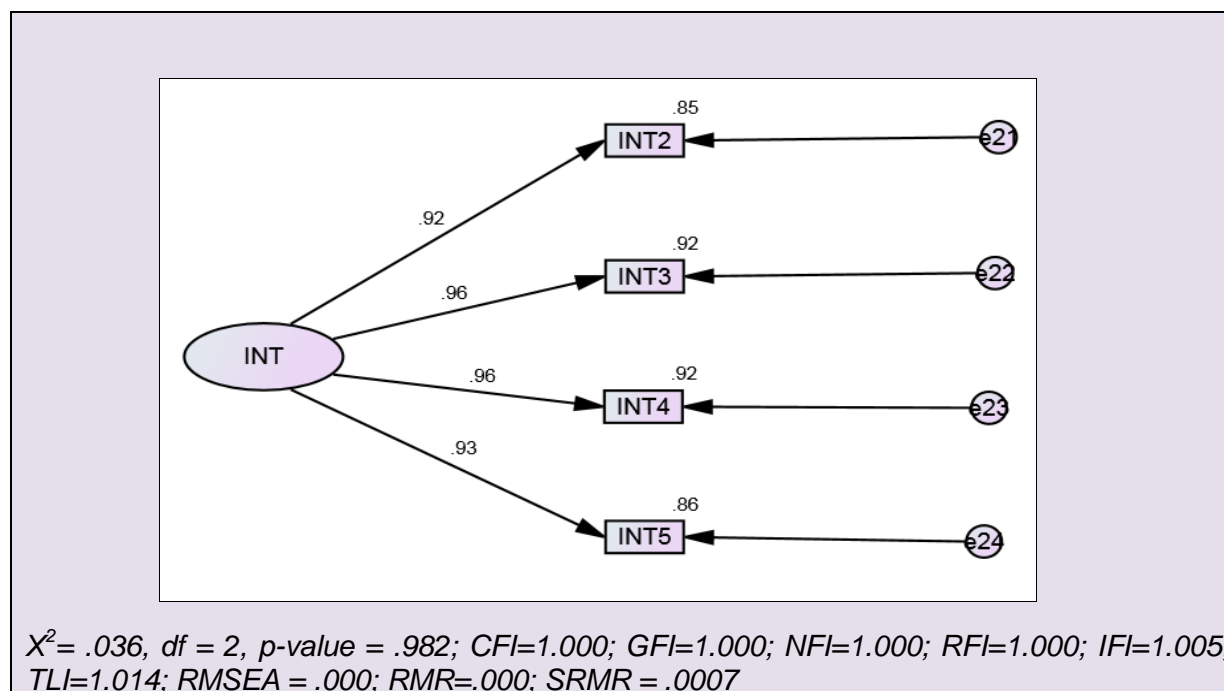 .85
INT2
e21
.92
.92
INT3
e22
.96
INT
.92
.96
INT4
e23
.93
.86
INT5
e24
X²= .036, df = 2, p-value = .982; CFI=1.000; GFI=1.000; NFI=1.000; RFI=1.000; IFI=1.005;
TLI=1.014; RMSEA = .000; RMR=.000; SRMR = .0007